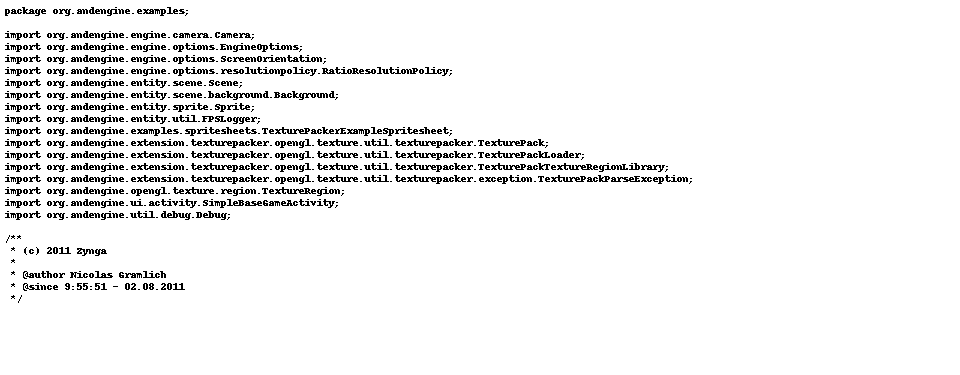 package org.andengine.examples;

import org.andengine.engine.camera.Camera;
import org.andengine.engine.options.EngineOptions;
import org.andengine.engine.options.ScreenOrientation;
import org.andengine.engine.options.resolutionpolicy.RatioResolutionPolicy;
import org.andengine.entity.scene.Scene;
import org.andengine.entity.scene.background.Background;
import org.andengine.entity.sprite.Sprite;
import org.andengine.entity.util.FPSLogger;
import org.andengine.examples.spritesheets.TexturePackerExampleSpritesheet;
import org.andengine.extension.texturepacker.opengl.texture.util.texturepacker.TexturePack;
import org.andengine.extension.texturepacker.opengl.texture.util.texturepacker.TexturePackLoader;
import org.andengine.extension.texturepacker.opengl.texture.util.texturepacker.TexturePackTextureRegionLibrary;
import org.andengine.extension.texturepacker.opengl.texture.util.texturepacker.exception.TexturePackParseException;
import org.andengine.opengl.texture.region.TextureRegion;
import org.andengine.ui.activity.SimpleBaseGameActivity;
import org.andengine.util.debug.Debug;

/**
 * (c) 2011 Zynga
 *
 * @author Nicolas Gramlich
 * @since 9:55:51 - 02.08.2011
 */